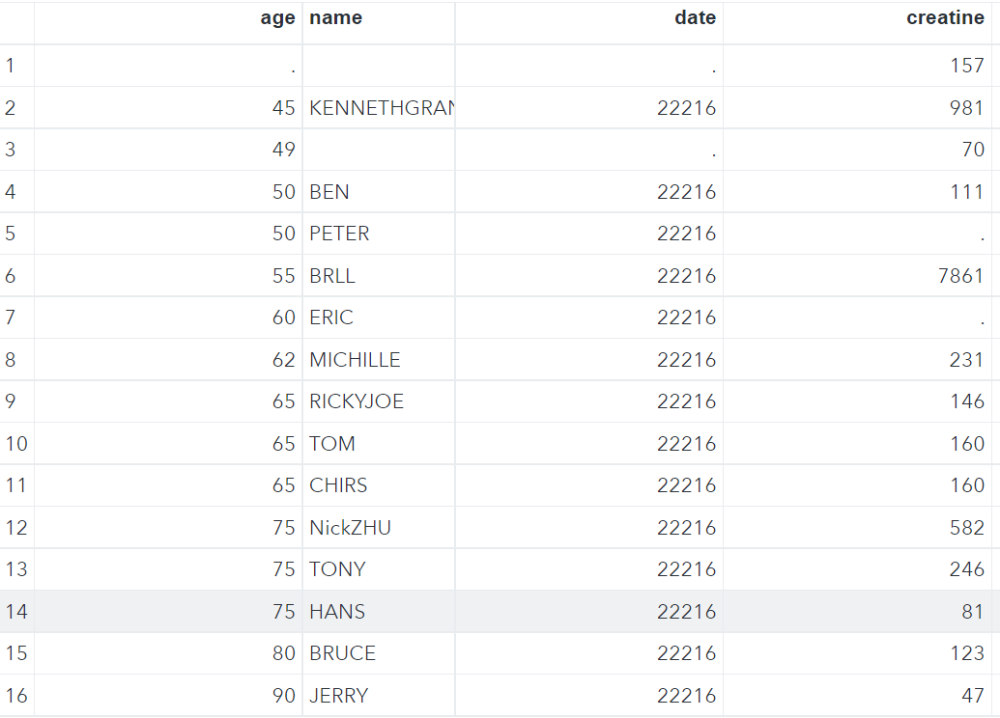 age name date creatine
1 . . 157
2 45 KENNETHGRAN 22216 981
3 49 . 70
4 50 BEN 22216 111
5 50 PETER 22216 .
6 55 BRLL 22216 7861
7 60 ERIC 22216 .
8 62 MICHILLE 22216 231
9 65 RICKYJOE 22216 146
10 65 TOM 22216 160
11 65 CHIRS 22216 160
12 75 NickZHU 22216 582
13 75 TONY 22216 246
14 75 HANS 22216 81
15 80 BRUCE 22216 123
16 90 JERRY 22216 47